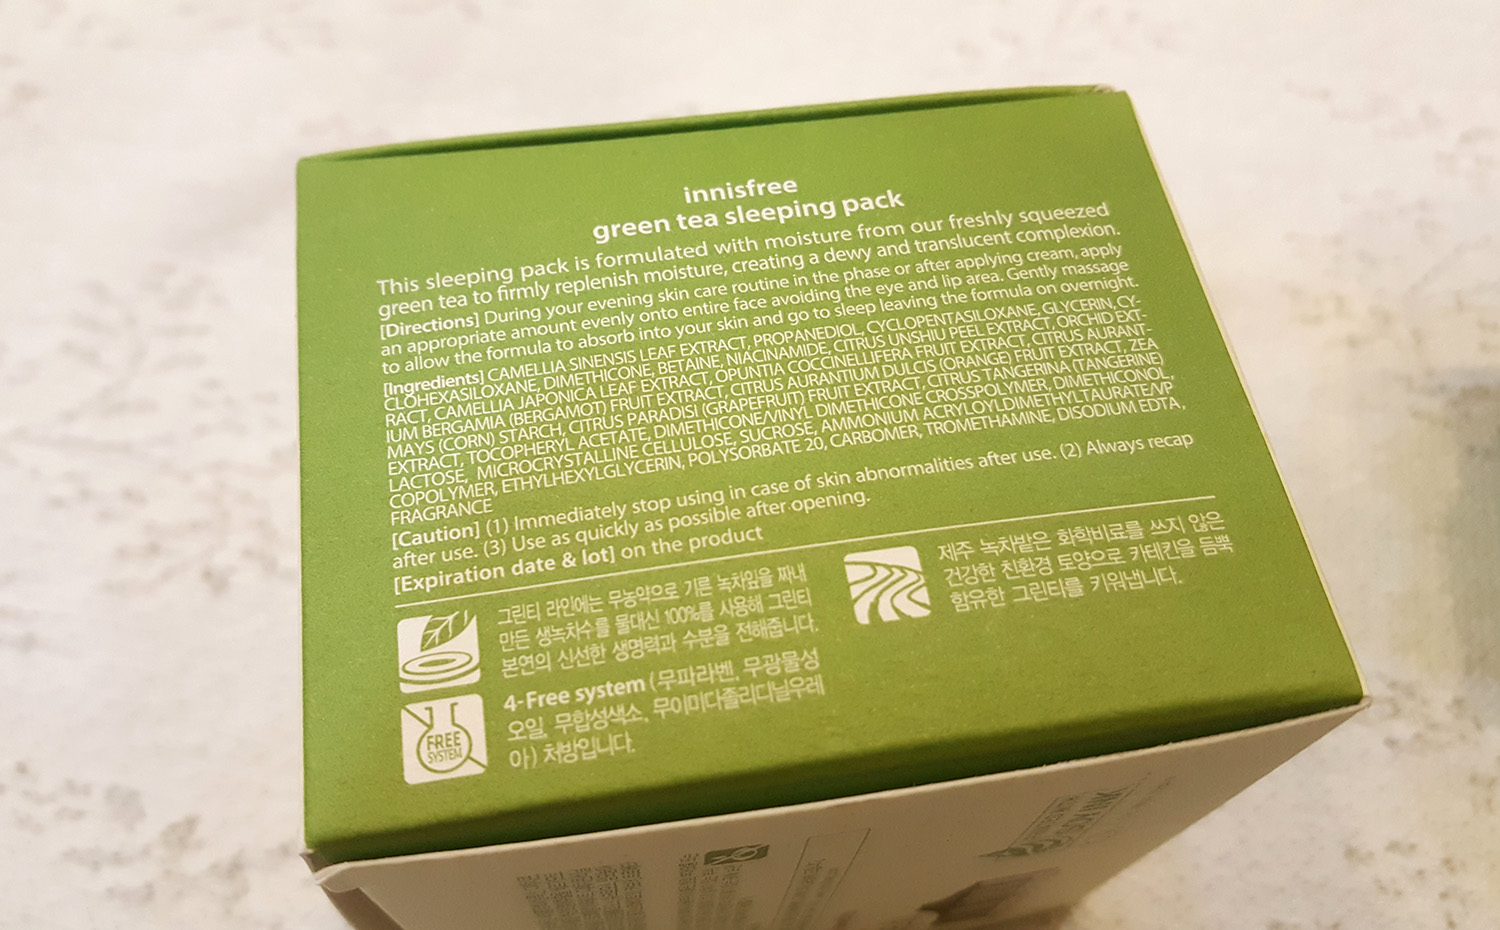 innisfree
green tea sleeping pack
This sleeping pack is formulated with moisture from our freshly squeezed
green tea to firmly replenish moisture, creating a dewy and translucent complexion.
[Directions] During your evening skin care routine in the phase or after applying cream, apply
an appropriate amount evenly onto entire face avoiding the eye and lip area. Gently massage
to allow the formula to absorb into your skin and go to sleep leaving the formula on overnight.
[Ingredients] CAMELLIA SINENSIS LEAF EXTRACT, PROPANEDIOL, CYCLOPENTASILOXANE, GLYCERIN, CY-
CLOHEXASILOXANE, DIMETHICONE, BETAINE, NIACINAMIDE, CITRUS UNSHIU PEEL EXTRACT, ORCHID EXT-
RACT, CAMELLIA JAPONICA LEAF EXTRACT, OPUNTIA COCCINELLIFERA FRUIT EXTRACT, CITRUS AURANT-
IUM BERGAMIA (BERGAMOT) FRUIT EXTRACT, CITRUS AURANTIUM DULCIS (ORANGE) FRUIT EXTRACT, ZEA
MAYS (CORN) STARCH, CITRUS PARADISI (GRAPEFRUIT) FRUIT EXTRACT, CITRUS TANGERINA (TANGERINE)
EXTRACT, TOCOPHERYL ACETATE, DIMETHICONE/VINYL DIMETHICONE CROSSPOLYMER, DIMETHICONOL,
LACTOSE, MICROCRYSTALLINE CELLULOSE, SUCROSE, AMMONIUM ACRYLOYLDIMETHYLTAURATE/VP
COPOLYMER, ETHYLHEXYLGLYCERIN, POLYSORBATE 20, CARBOMER, TROMETHAMINE, DISODIUM EDTA,
FRAGRANCE
[Caution] (1) Immediately stop using in case of skin abnormalities after use. (2) Always recap
after use. (3) Use as quickly as possible after opening.
[Expiration date & lot] on the product
그린티 라인에는 무농약으로 기른 녹차잎을 짜내
만든 생녹차수를 물대신 100%를 사용해 그린티
본연의 신선한 생명력과 수분을 전해줍니다.
FREE
SYSTEM
4-Free system (무파라벤, 무광물성
오일, 무합성색소, 무이미다졸리디닐우레
아) 처방입니다.
제주 녹차밭은 화학비료를 쓰지 않은
건강한 친환경 토양으로 카테킨을 듬뿍
함유한 그린티를 키워냅니다.